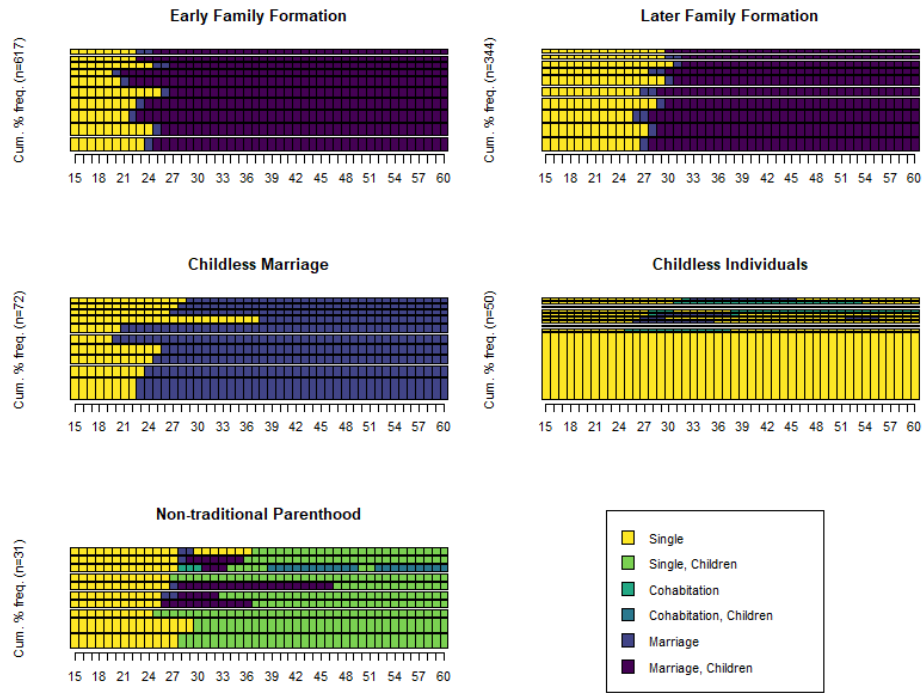 Early Family Formation
Cum. % freq. (n=617)
15 18 21 24 27 30 33 36 39 42 45 48 51 54 57 60
Later Family Formation
Cum. % freq. (n=344)
15 18 21 24 27 30 33 36 39 42 45 48 51 54 57 60
Childless Marriage
Cum. % freq. (n=72)
15 18 21 24 27 30 33 36 39 42 45 48 51 54 57 60
Childless Individuals
Cum. % freq. (n=50)
15 18 21 24 27 30 33 36 39 42 45 48 51 54 57 60
Non-traditional Parenthood
Cum. % freq. (n=31)
15 18 21 24 27 30 33 36 39 42 45 48 51 54 57 60
Single
Single, Children
Cohabitation
Cohabitation, Children
Marriage
Marriage, Children